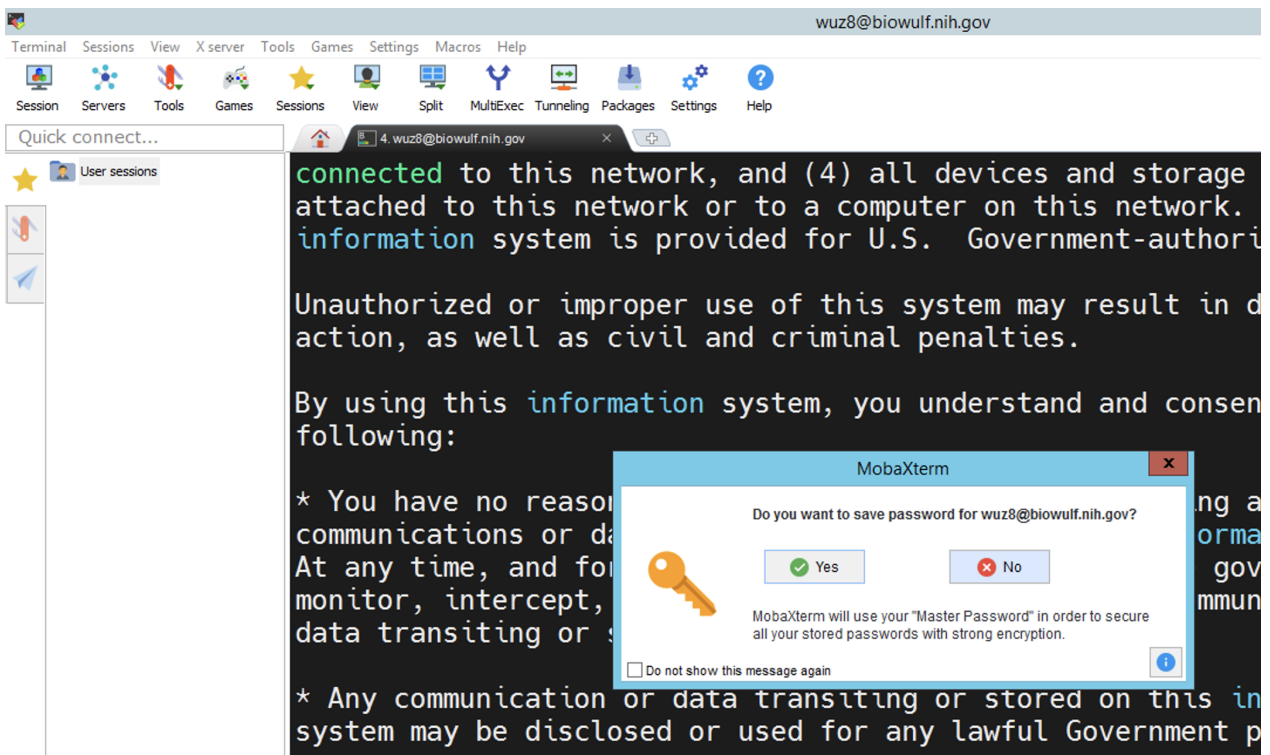 wuz8@biowulf.nih.gov
Terminal Sessions View X server Tools Games Settings Macros Help
Session Servers Tools Games Sessions View Split MultiExec Tunneling Packages Settings Help
Quick connect...
4. wuz8@biowulf.nih.gov
User sessions
connected to this network, and (4) all devices and storage
attached to this network or to a computer on this network.
information system is provided for U.S.  Government-authori
Unauthorized or improper use of this system may result in d
action, as well as civil and criminal penalties.
By using this information system, you understand and consen
following:
* You have no reason
ng a
communications or da
orma
At any time, and for
gov
monitor, intercept,
mmun
data transiting or s
* Any communication or data transiting or stored on this in
system may be disclosed or used for any lawful Government p
MobaXterm
x
Do you want to save password for wuz8@biowulf.nih.gov?
Yes
No
MobaXterm will use your "Master Password" in order to secure
all your stored passwords with strong encryption.
Do not show this message again